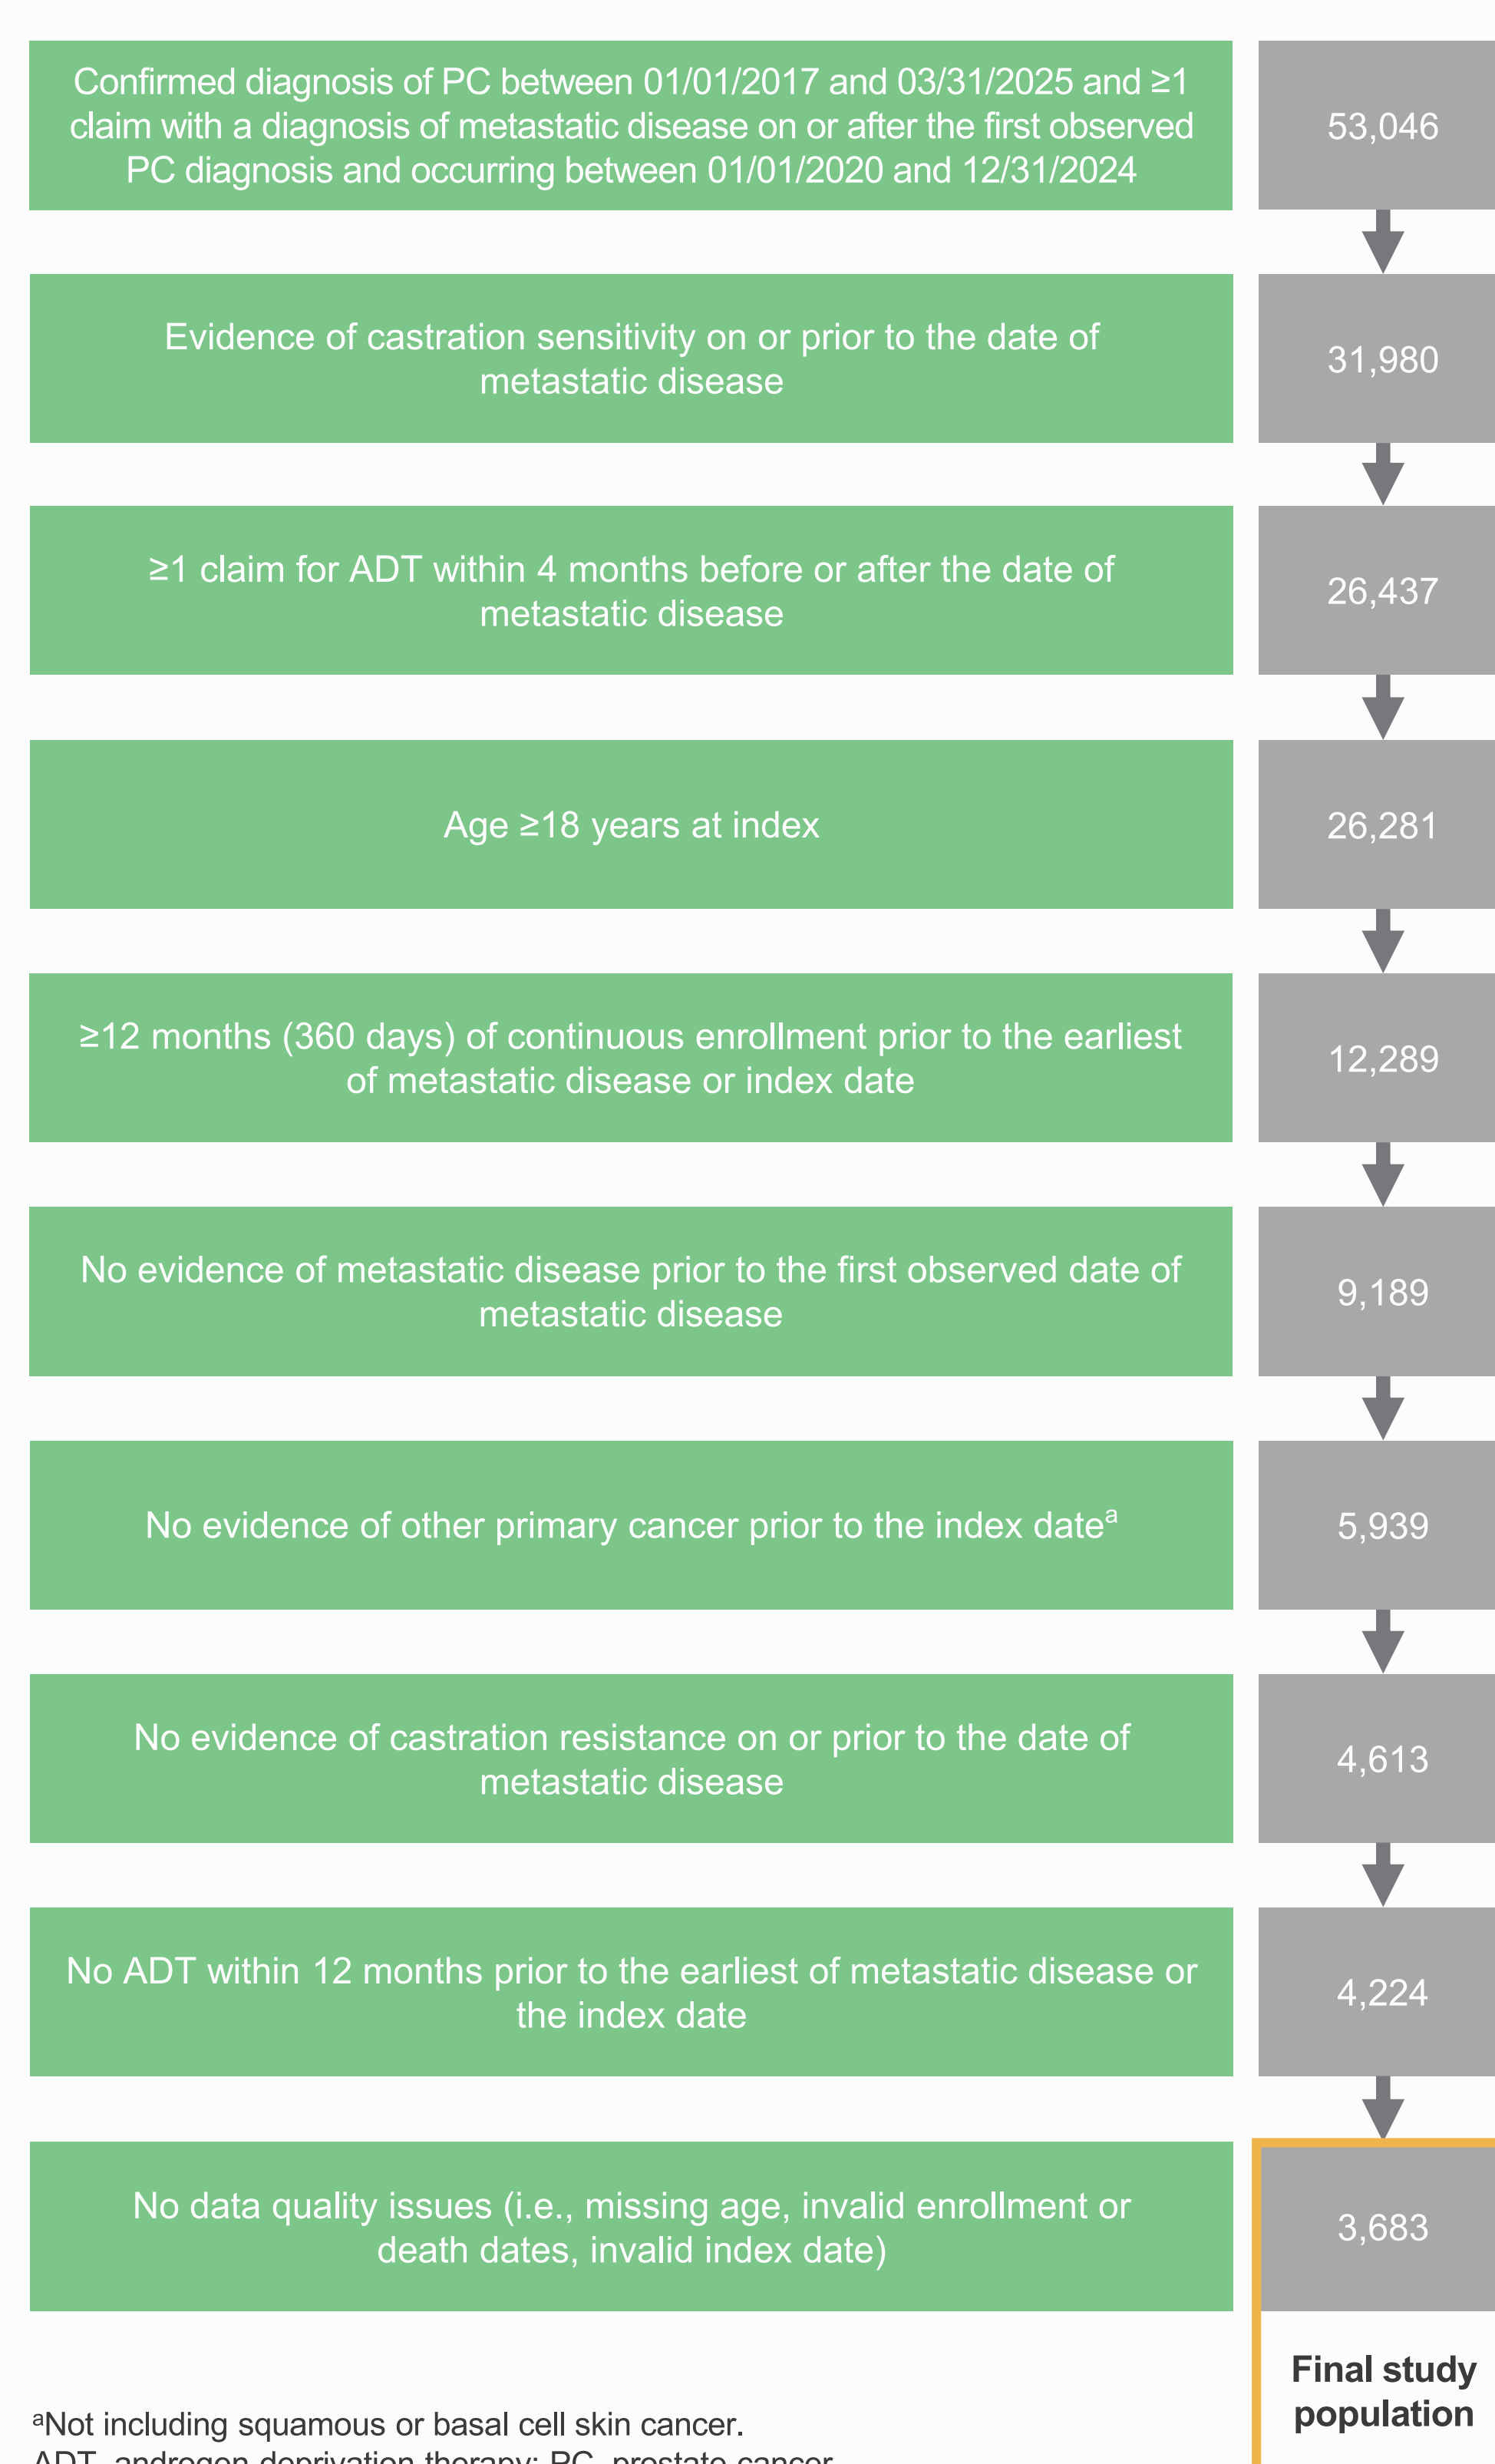 Confirmed diagnosis of PC between 01/01/2017 and 03/31/2025 and ≥1
claim with a diagnosis of metastatic disease on or after the first observed
PC diagnosis and occurring between 01/01/2020 and 12/31/2024
53,046
Evidence of castration sensitivity on or prior to the date of
metastatic disease
31,980
≥1 claim for ADT within 4 months before or after the date of
metastatic disease
26,437
Age ≥18 years at index
26,281
≥12 months (360 days) of continuous enrollment prior to the earliest
of metastatic disease or index date
12,289
No evidence of metastatic disease prior to the first observed date of
metastatic disease
9,189
No evidence of other primary cancer prior to the index dateᵃ
5,939
No evidence of castration resistance on or prior to the date of
metastatic disease
4,613
No ADT within 12 months prior to the earliest of metastatic disease or
the index date
4,224
No data quality issues (i.e., missing age, invalid enrollment or
death dates, invalid index date)
3,683
Final study
population
ᵃNot including squamous or basal cell skin cancer.
ADT, androgen deprivation therapy; PC, prostate cancer.